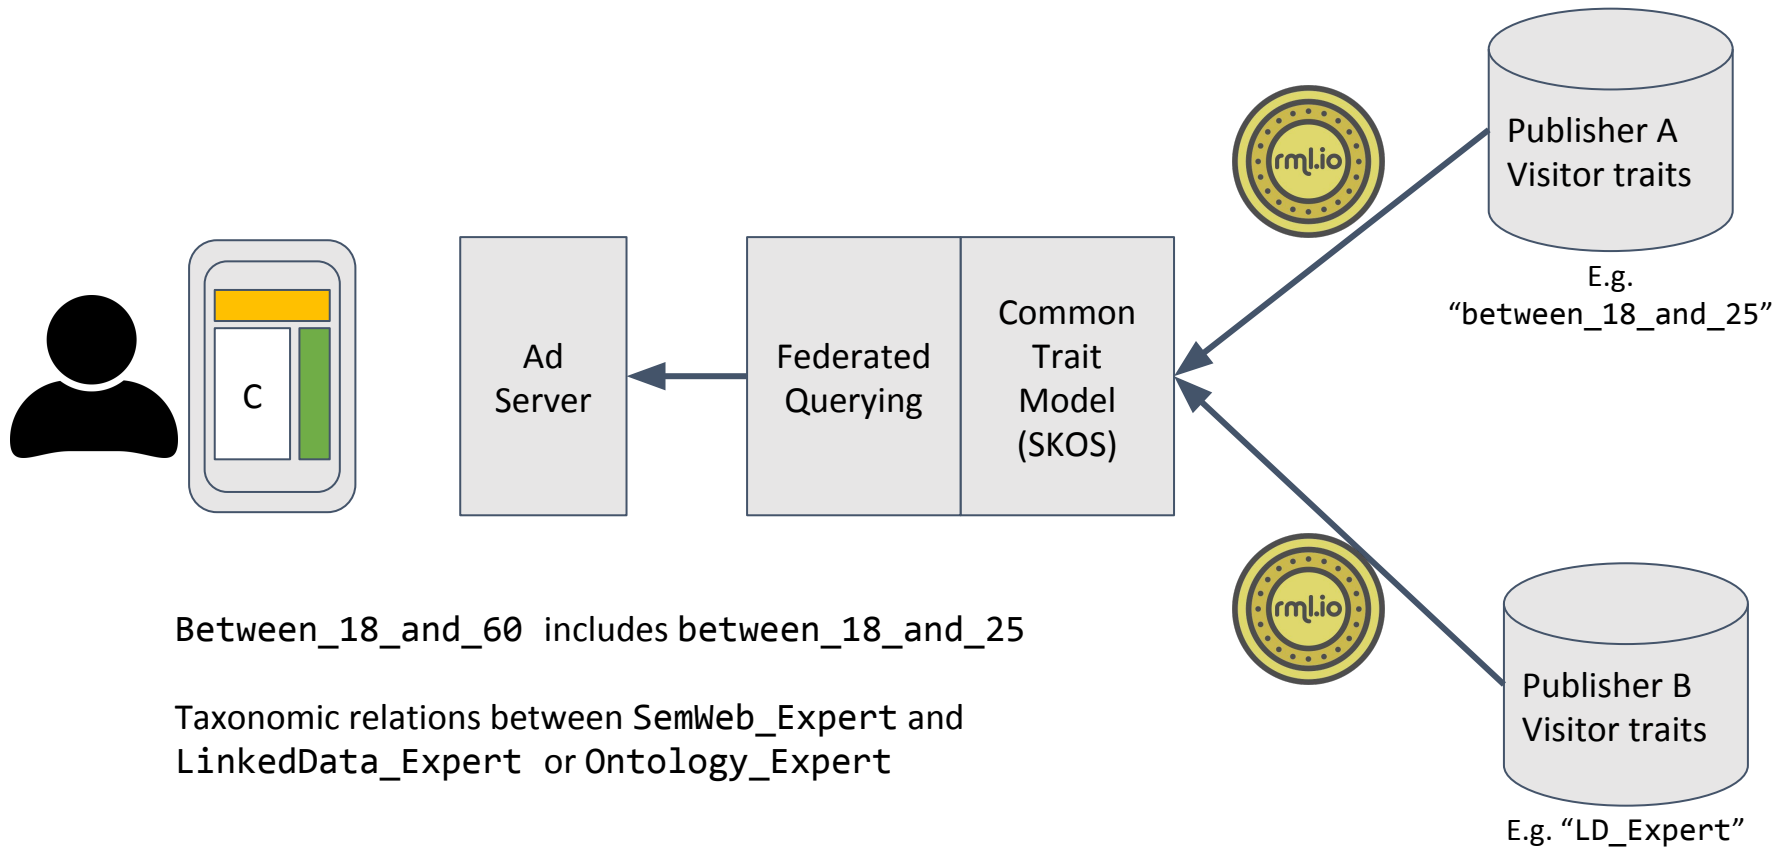 rml.io
Publisher A
Visitor traits
E.g.
“between_18_and_25”
C
Ad
Server
Federated
Querying
Common
Trait
Model
(SKOS)
rml.io
Between_18_and_60 includes between_18_and_25
Taxonomic relations between SemWeb_Expert and
LinkedData_Expert or Ontology_Expert
Publisher B
Visitor traits
E.g. “LD_Expert”